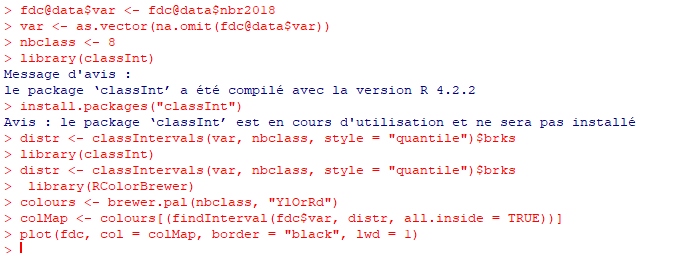 > fdc@data$var <- fdc@data$nbr2018
> var <- as.vector(na.omit(fdc@data$var))
> nbclass <- 8
> library(classInt)
Message d'avis :
le package ‘classInt’ a été compilé avec la version R 4.2.2
> install.packages("classInt")
Avis : le package ‘classInt’ est en cours d'utilisation et ne sera pas installé
> distr <- classIntervals(var, nbclass, style = "quantile")$brks
> library(classInt)
> distr <- classIntervals(var, nbclass, style = "quantile")$brks
>  library(RColorBrewer)
> colours <- brewer.pal(nbclass, "YlOrRd")
> colMap <- colours[(findInterval(fdc$var, distr, all.inside = TRUE))]
> plot(fdc, col = colMap, border = "black", lwd = 1)
>